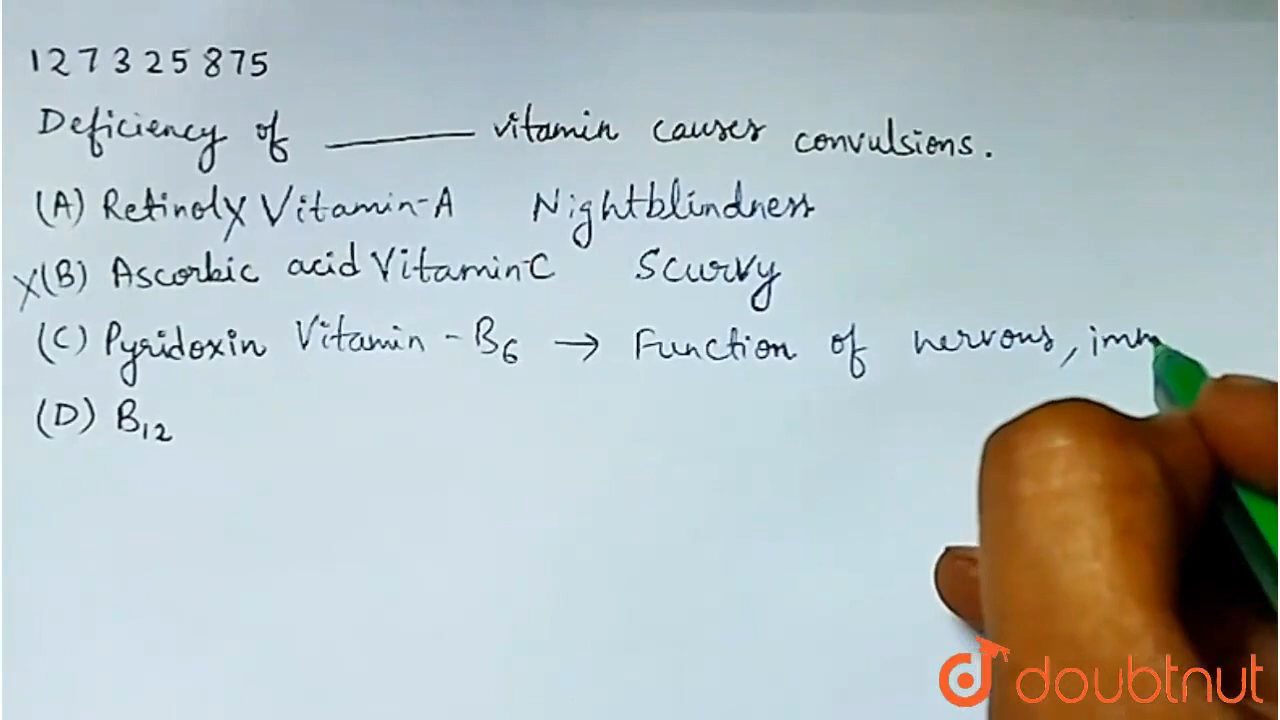 127325875
Deficiency of ______ vitamin causes convulsions.
(A) Retinol X Vitamin-A Nightblindness
X(B) Ascorbic acid Vitamin-C Scurvy
(C) Pyridoxin Vitamin - B6 → Function of nervous, imm
(D) B12
doubtnut